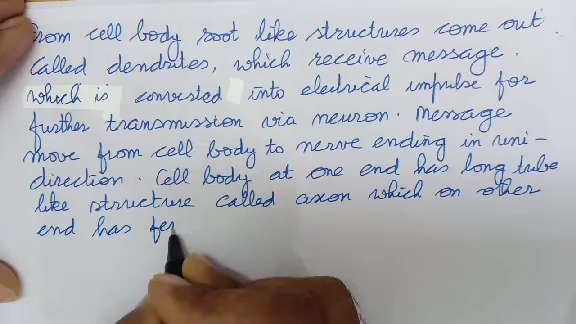 From cell body root like structures come out
called dendrites, which receive message.
which is converted into electrical impulse for
further transmission via neuron. Message
move from cell body to nerve ending in uni-
direction. Cell body at one end has long tube
like structure called axon which on other
end has fe